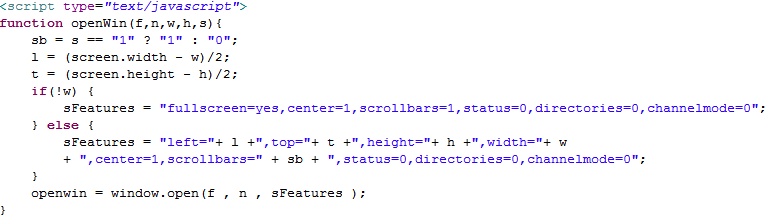 <script type="text/javascript">
function openWin(f,n,w,h,s){
    sb = s == "1" ? "1" : "0";
    l = (screen.width - w)/2;
    t = (screen.height - h)/2;
    if(!w) {
        sFeatures = "fullscreen=yes,center=1,scrollbars=1,status=0,directories=0,channelmode=0";
    } else {
        sFeatures = "left="+ l +",top="+ t +",height="+ h +",width="+ w
        + ",center=1,scrollbars=" + sb + ",status=0,directories=0,channelmode=0";
    }
    openwin = window.open(f , n , sFeatures );
}